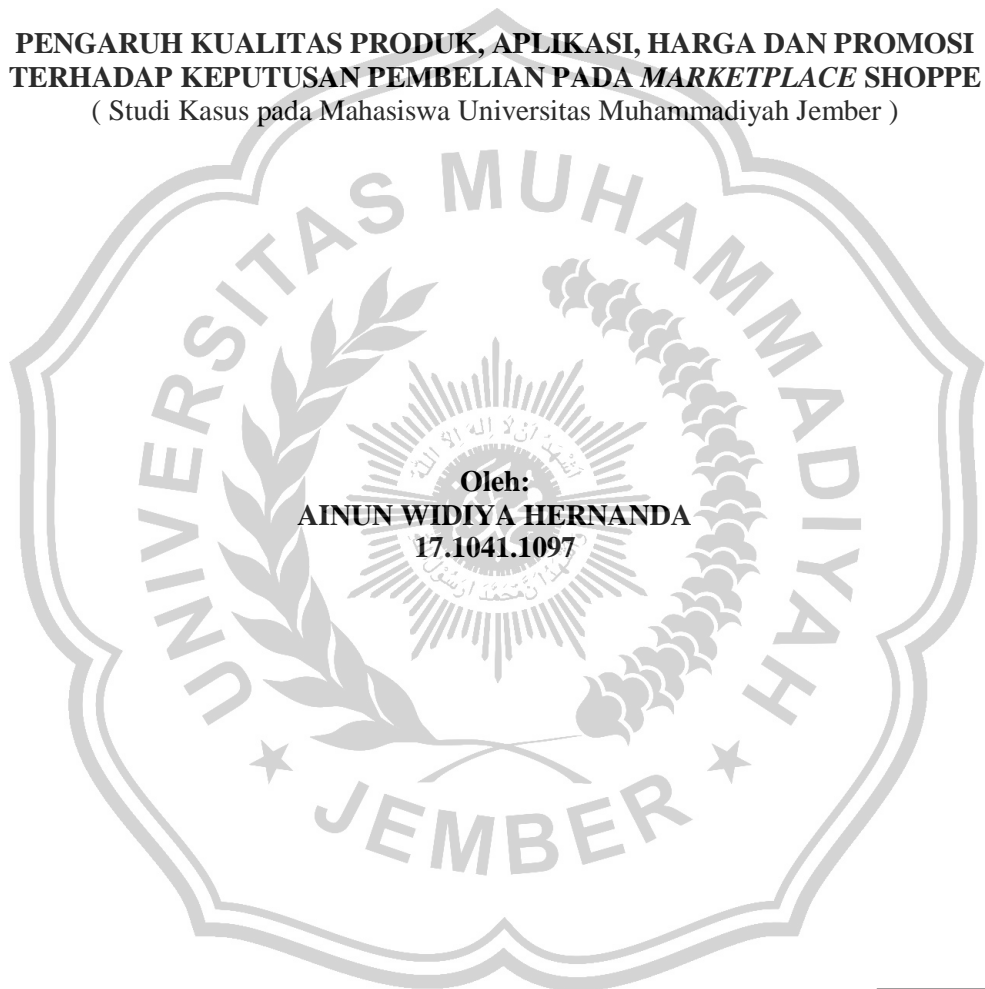 PENGARUH KUALITAS PRODUK, APLIKASI, HARGA DAN PROMOSI
TERHADAP KEPUTUSAN PEMBELIAN PADA MARKETPLACE SHOPPE
( Studi Kasus pada Mahasiswa Universitas Muhammadiyah Jember )
UNIVERSITAS MUHAMMADIYAH
Oleh:
AINUN WIDIYA HERNANDA
17.1041.1097
JEMBER